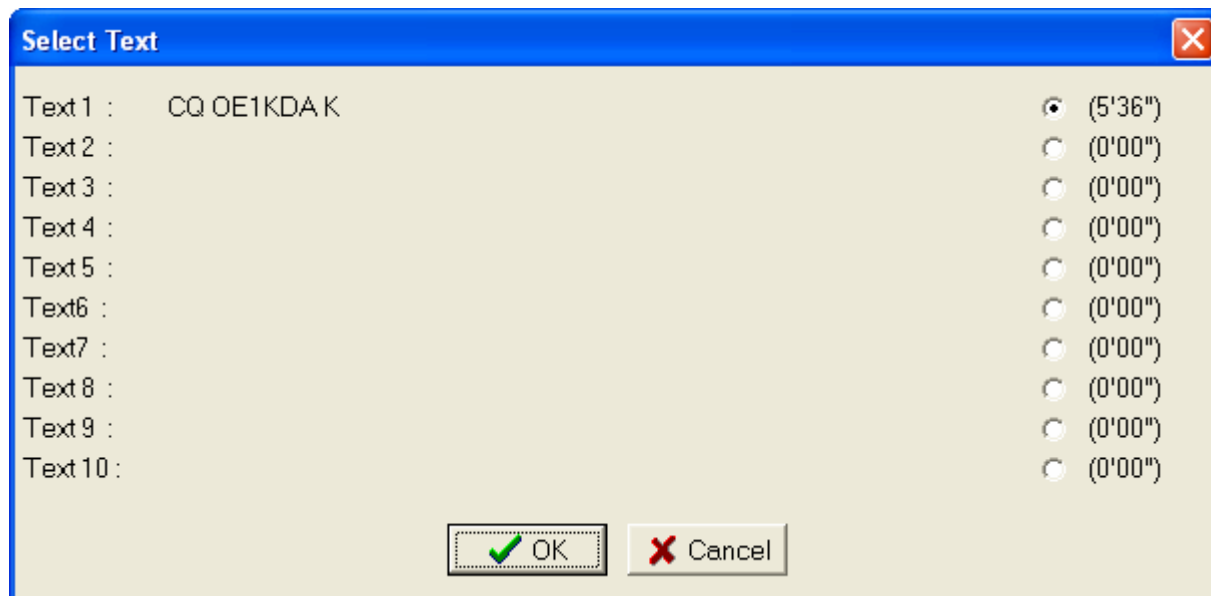 Select Text
Text 1 : CQ OE1KDA K (5'36")
Text 2 : (0'00")
Text 3 : (0'00")
Text 4 : (0'00")
Text 5 : (0'00")
Text6 : (0'00")
Text7 : (0'00")
Text 8 : (0'00")
Text 9 : (0'00")
Text 10 : (0'00")
OK Cancel